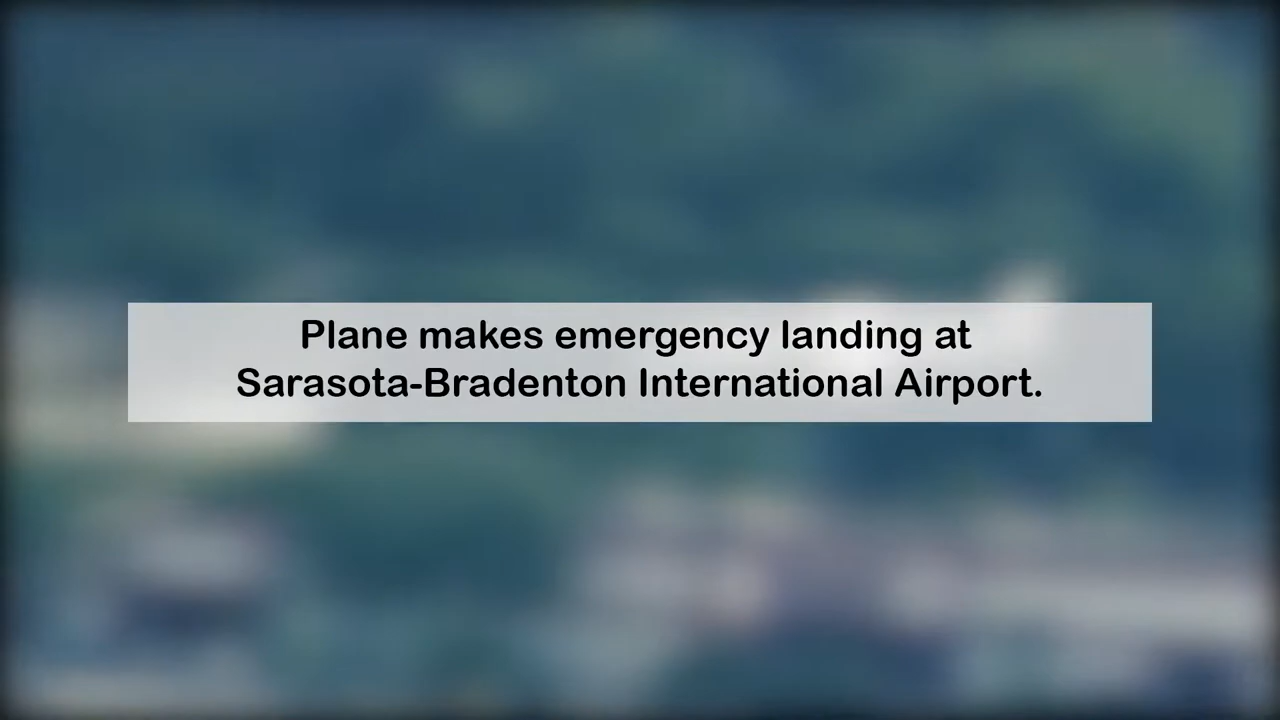 Plane makes emergency landing at
Sarasota-Bradenton International Airport.